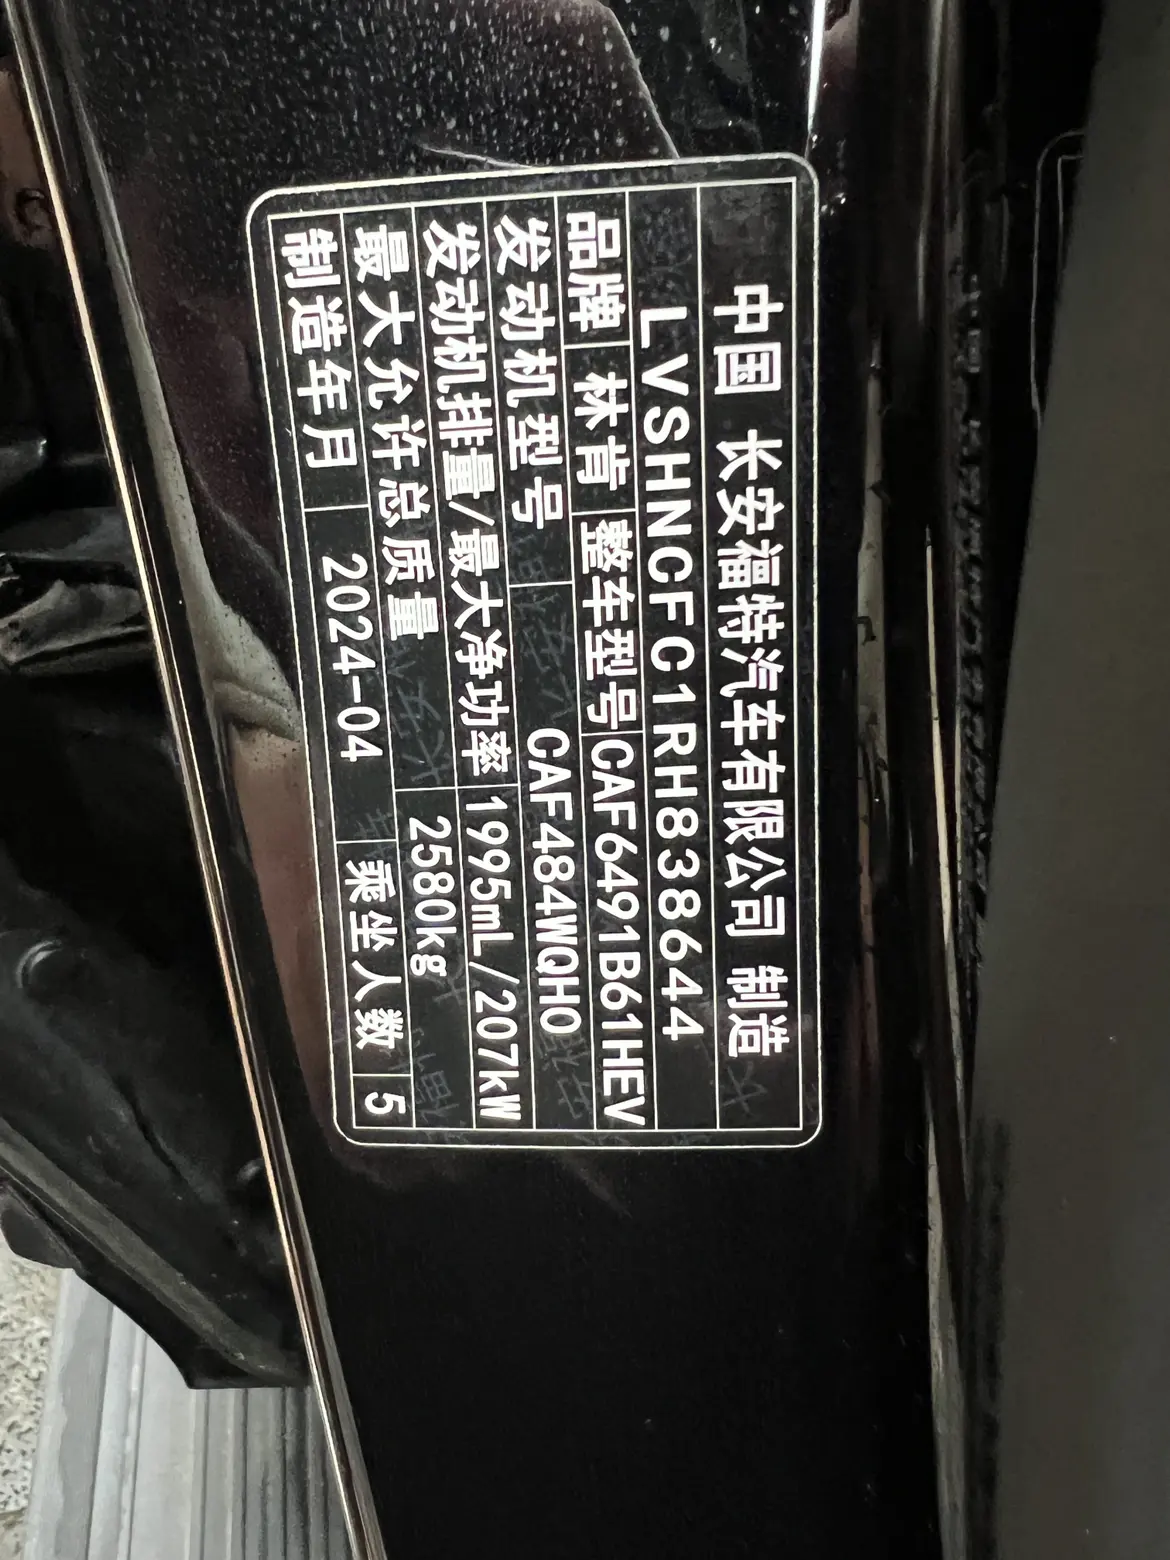 中国 长安福特汽车有限公司 制造
LVSHNCFC1RH838644
品牌 林肯 整车型号 CAF6491B61HEV
发动机型号 CAF484WQH0
发动机排量/最大净功率 1995mL/207kW
最大允许总质量 2580kg
制造年月 2024-04 乘坐人数 5